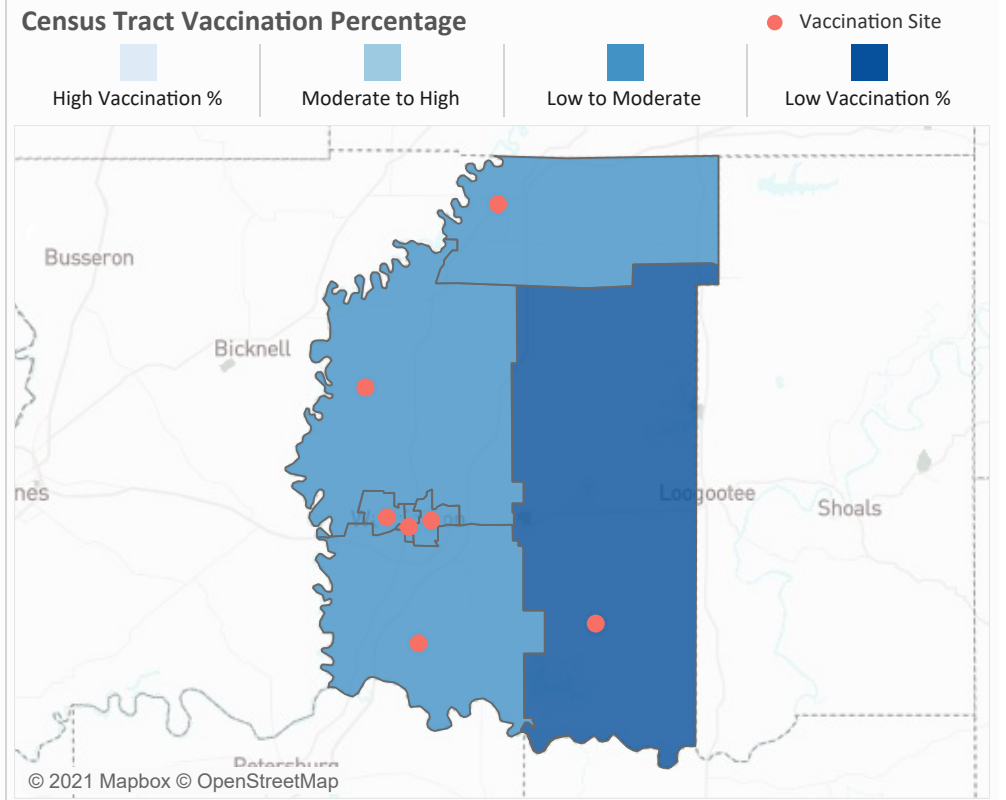 Census Tract Vaccination Percentage
Vaccination Site
High Vaccination %
Moderate to High
Low to Moderate
Low Vaccination %
Busseron
Bicknell
nes
Loogootee
Shoals
Petersburg
© 2021 Mapbox © OpenStreetMap